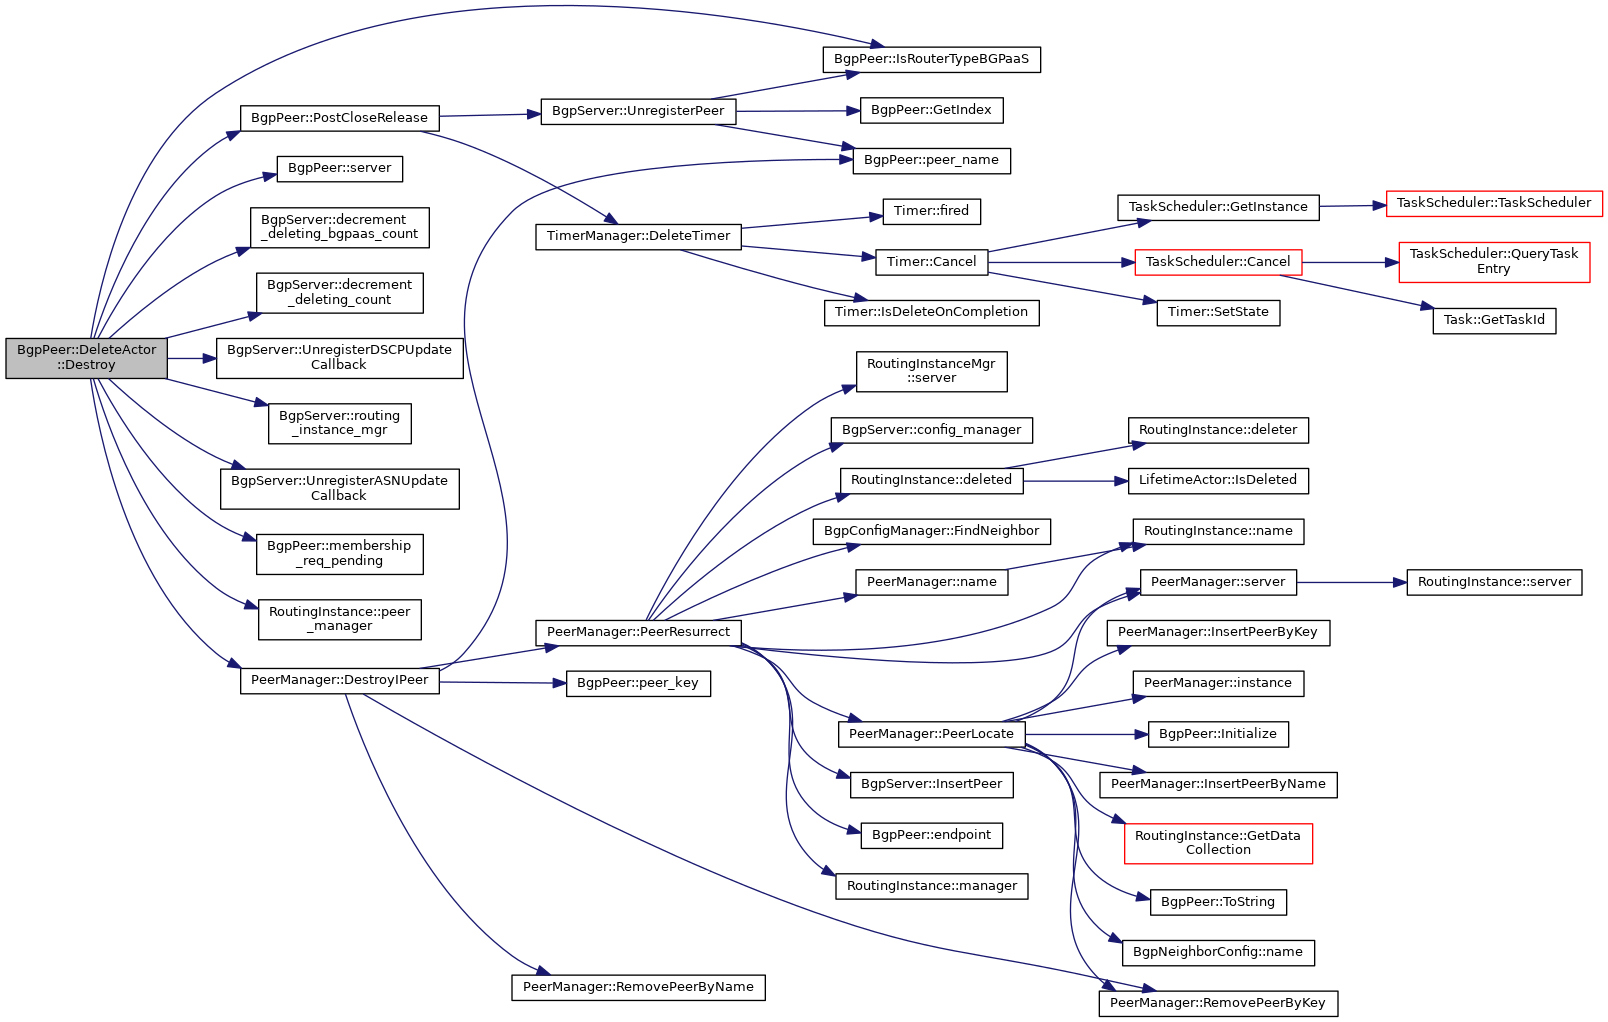 BgpPeer::DeleteActor
::Destroy
BgpPeer::IsRouterTypeBGPaaS
BgpPeer::PostCloseRelease
BgpServer::UnregisterPeer
BgpPeer::GetIndex
BgpPeer::peer_name
BgpPeer::server
BgpServer::decrement
_deleting_bgpaas_count
TimerManager::DeleteTimer
Timer::fired
Timer::Cancel
Timer::IsDeleteOnCompletion
TaskScheduler::GetInstance
TaskScheduler::TaskScheduler
TaskScheduler::Cancel
TaskScheduler::QueryTask
Entry
Timer::SetState
Task::GetTaskId
BgpServer::decrement
_deleting_count
BgpServer::UnregisterDSCPUpdate
Callback
BgpServer::routing
_instance_mgr
BgpServer::UnregisterASNUpdate
Callback
BgpPeer::membership
_req_pending
RoutingInstance::peer
_manager
PeerManager::DestroyIPeer
RoutingInstanceMgr
::server
BgpServer::config_manager
RoutingInstance::deleted
RoutingInstance::deleter
LifetimeActor::IsDeleted
BgpConfigManager::FindNeighbor
RoutingInstance::name
PeerManager::name
PeerManager::server
RoutingInstance::server
PeerManager::PeerResurrect
BgpPeer::peer_key
PeerManager::InsertPeerByKey
PeerManager::instance
PeerManager::PeerLocate
BgpPeer::Initialize
BgpServer::InsertPeer
PeerManager::InsertPeerByName
BgpPeer::endpoint
RoutingInstance::GetData
Collection
RoutingInstance::manager
BgpPeer::ToString
BgpNeighborConfig::name
PeerManager::RemovePeerByName
PeerManager::RemovePeerByKey